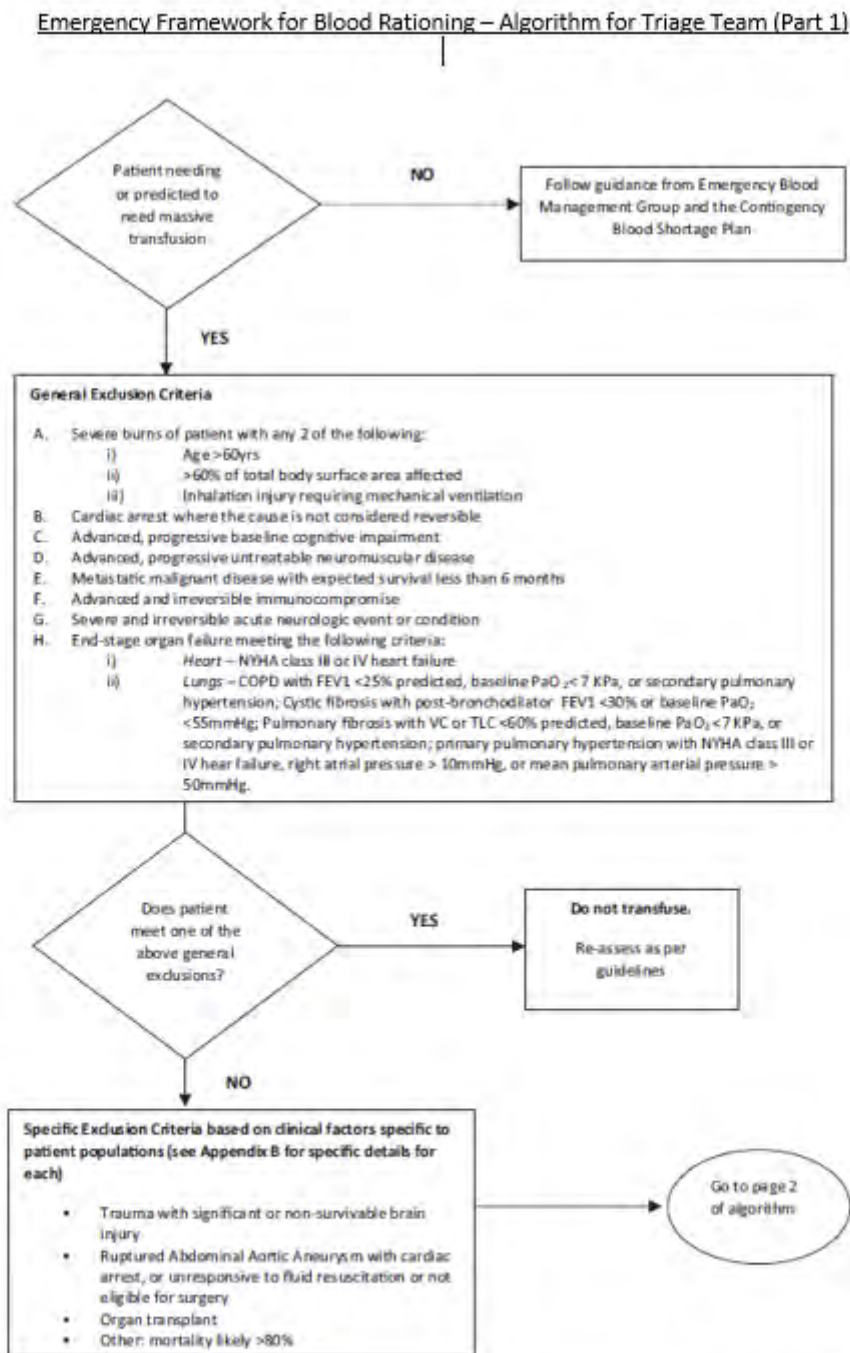 Emergency Framework for Blood Rationing – Algorithm for Triage Team (Part 1)
Patient needing
or predicted to
need massive
transfusion
NO
Follow guidance from Emergency Blood
Management Group and the Contingency
Blood Shortage Plan
YES
General Exclusion Criteria
A. Severe burns of patient with any 2 of the following:
i) Age >60yrs
ii) >60% of total body surface area affected
iii) Inhalation injury requiring mechanical ventilation
B. Cardiac arrest where the cause is not considered reversible
C. Advanced, progressive baseline cognitive impairment
D. Advanced, progressive untreatable neuromuscular disease
E. Metastatic malignant disease with expected survival less than 6 months
F. Advanced and irreversible immunocompromise
G. Severe and irreversible acute neurologic event or condition
H. End-stage organ failure meeting the following criteria:
i) Heart – NYHA class III or IV heart failure
ii) Lungs – COPD with FEV1 <25% predicted, baseline PaO₂< 7 KPa, or secondary pulmonary
hypertension; Cystic fibrosis with post-bronchodilator FEV1 <30% or baseline PaO₂
<55mmHg; Pulmonary fibrosis with VC or TLC <60% predicted, baseline PaO₂ <7 KPa, or
secondary pulmonary hypertension; primary pulmonary hypertension with NYHA class III or
IV hear failure, right atrial pressure > 10mmHg, or mean pulmonary arterial pressure >
50mmHg.
Does patient
meet one of the
above general
exclusions?
YES
Do not transfuse.
Re-assess as per
guidelines
NO
Specific Exclusion Criteria based on clinical factors specific to
patient populations (see Appendix B for specific details for
each)
• Trauma with significant or non-survivable brain
injury
• Ruptured Abdominal Aortic Aneurysm with cardiac
arrest, or unresponsive to fluid resuscitation or not
eligible for surgery
• Organ transplant
• Other: mortality likely >80%
Go to page 2
of algorithm